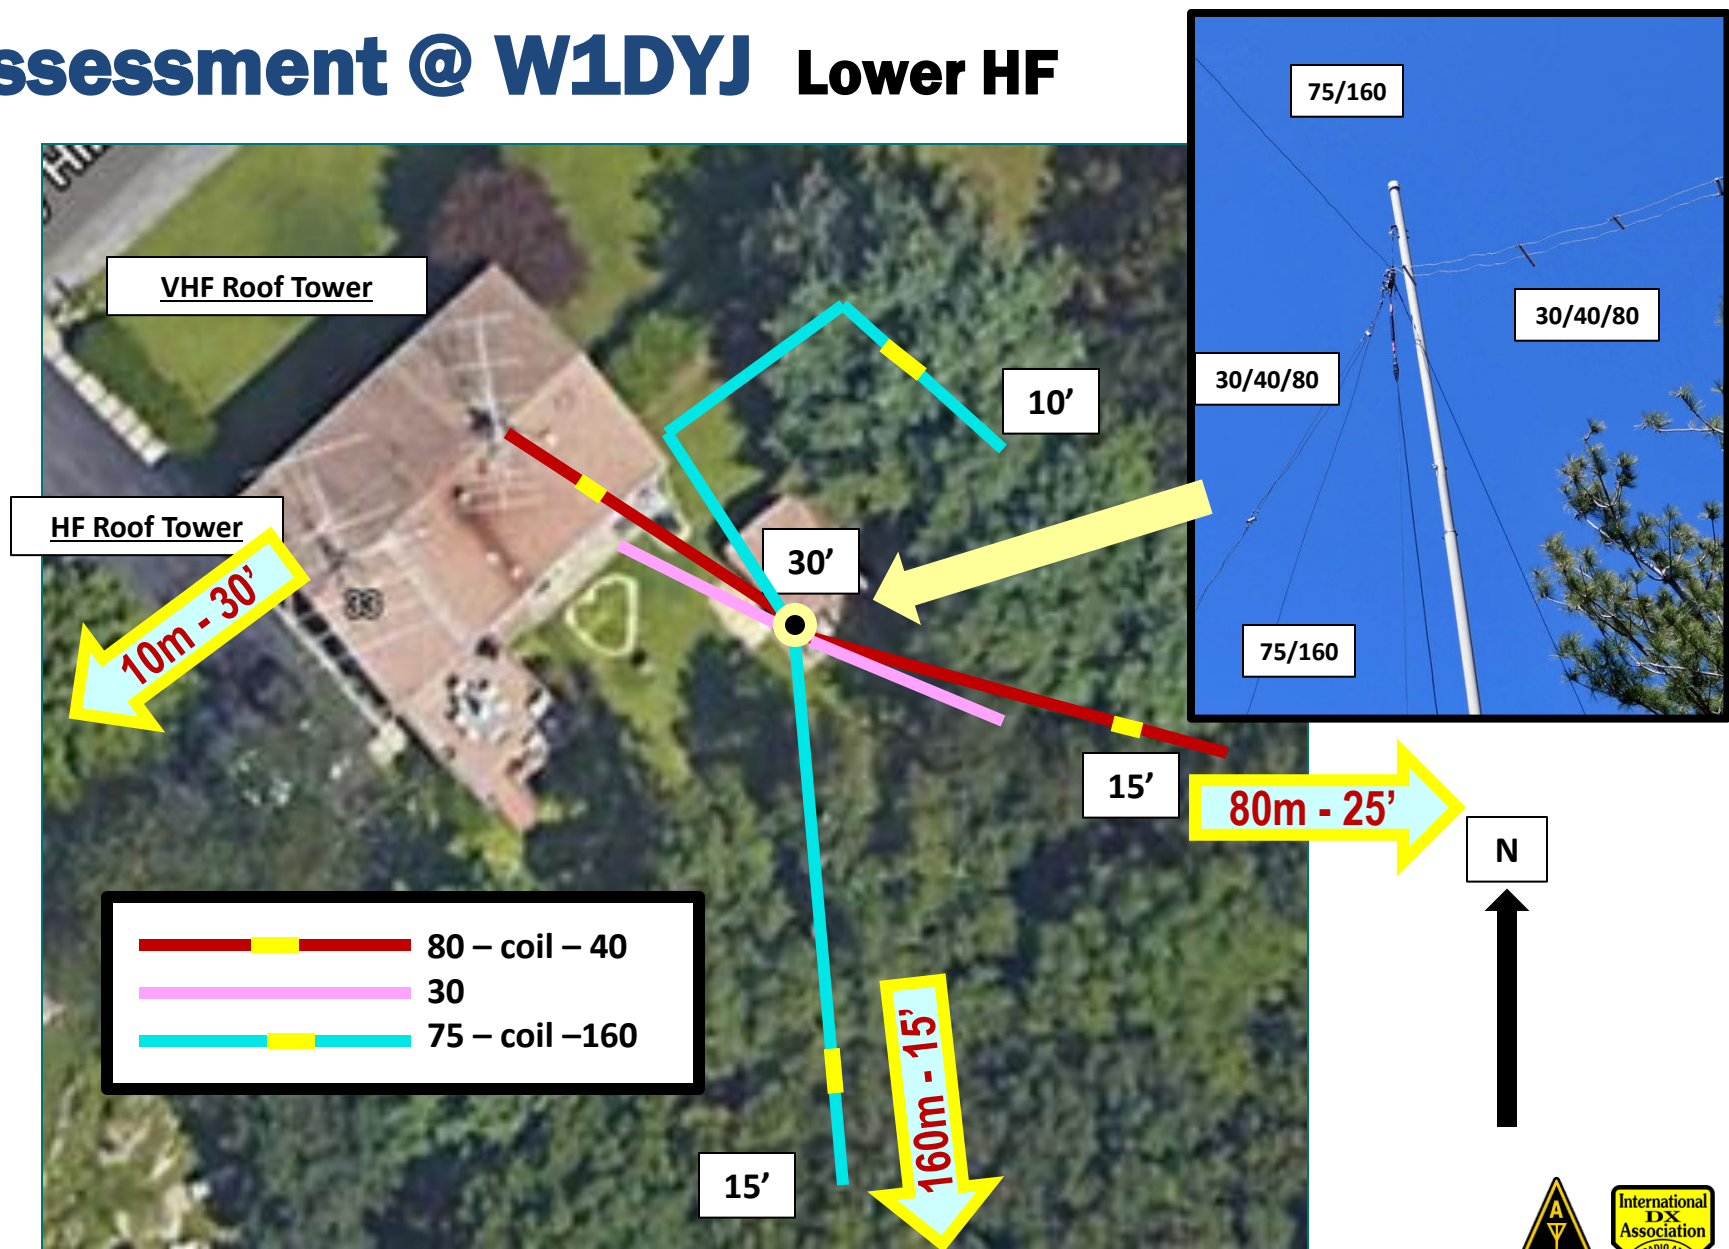 ssessment @ W1DYJ Lower HF
75/160
30/40/80
30/40/80
75/160
VHF Roof Tower
HF Roof Tower
10'
30'
33
10m - 30'
15'
80m - 25'
N
80 – coil – 40
30
75 – coil –160
160m - 15'
15'
A
International
DX
Association